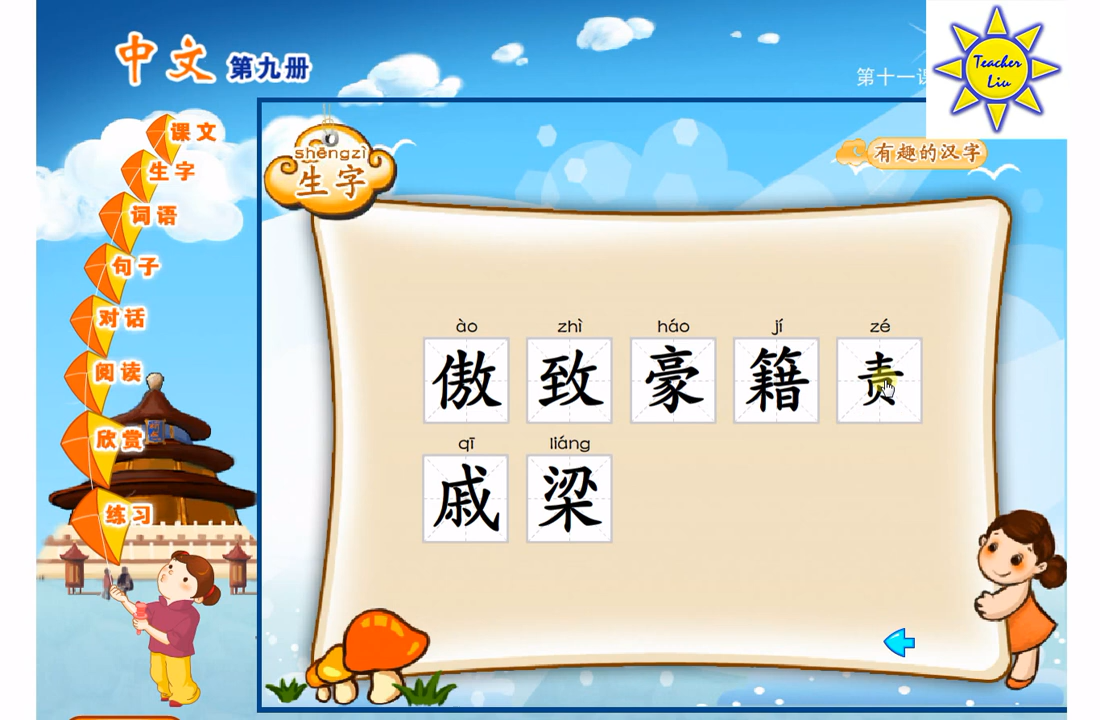 中文 第九册
第十一课
Teacher
Liu
课文
生字
词语
句子
对话
阅读
欣赏
练习
shēngzì
生字
有趣的汉字
ào zhì háo jí zé
傲 致 豪 籍 责
qī liáng
戚 梁